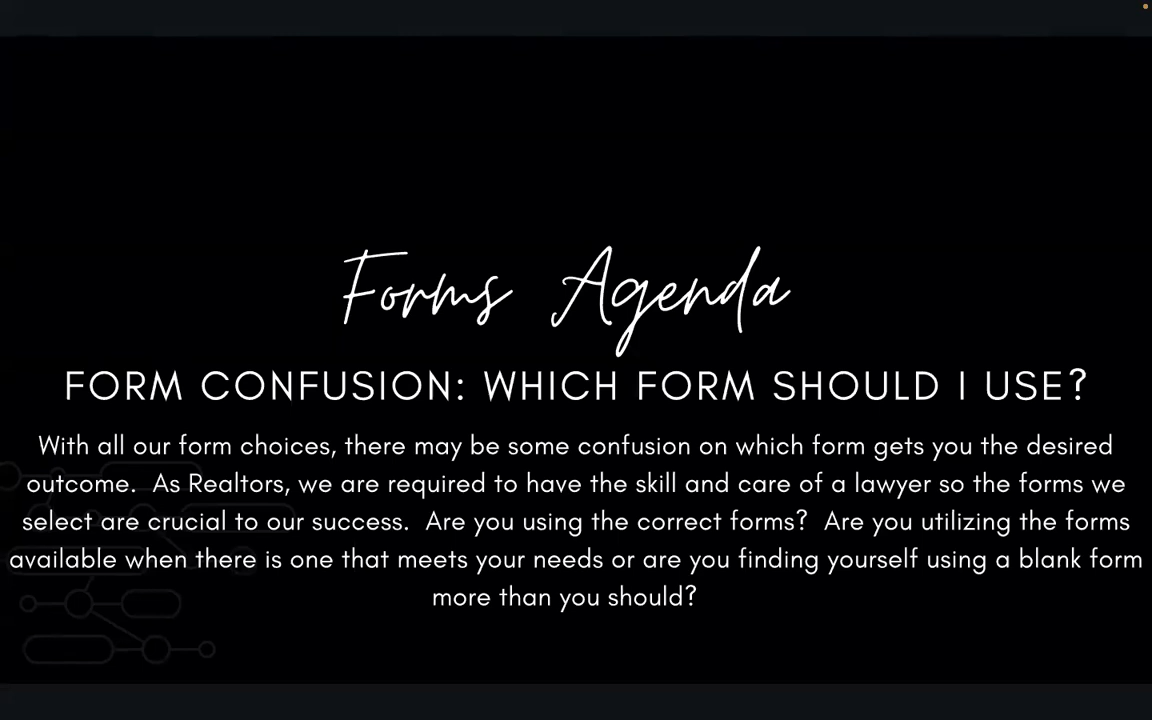 Forms Agenda
FORM CONFUSION: WHICH FORM SHOULD I USE?
With all our form choices, there may be some confusion on which form gets you the desired
outcome.  As Realtors, we are required to have the skill and care of a lawyer so the forms we
select are crucial to our success.  Are you using the correct forms?  Are you utilizing the forms
available when there is one that meets your needs or are you finding yourself using a blank form
more than you should?